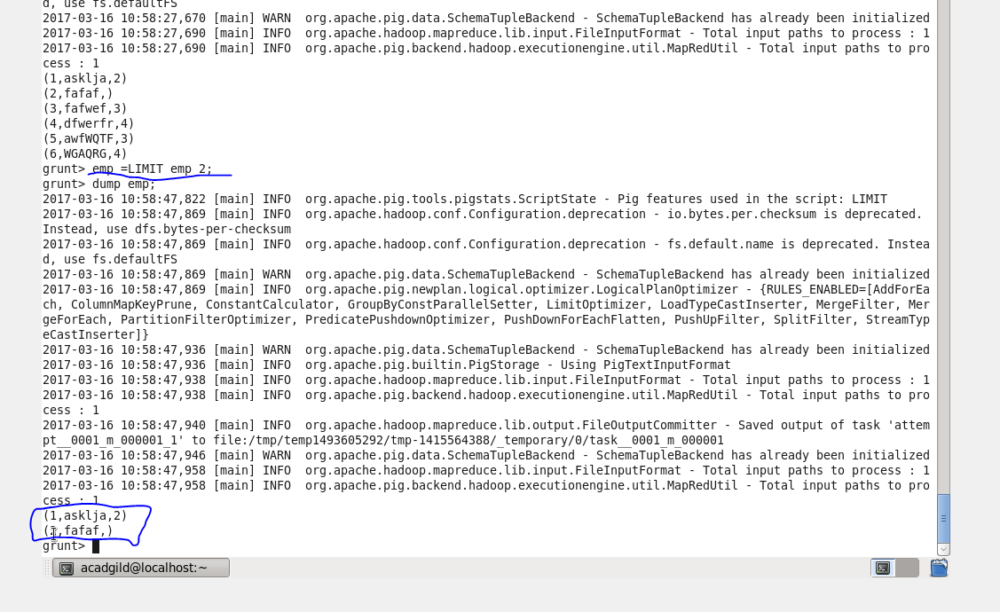 d, use fs.defaultFS
2017-03-16 10:58:27,670 [main] WARN  org.apache.pig.data.SchemaTupleBackend - SchemaTupleBackend has already been initialized
2017-03-16 10:58:27,690 [main] INFO  org.apache.hadoop.mapreduce.lib.input.FileInputFormat - Total input paths to process : 1
2017-03-16 10:58:27,690 [main] INFO  org.apache.pig.backend.hadoop.executionengine.util.MapRedUtil - Total input paths to pro
cess : 1
(1,asklja,2)
(2,fafaf,)
(3,fafwef,3)
(4,dfwerfr,4)
(5,awfWQTF,3)
(6,WGAQRG,4)
grunt> emp =LIMIT emp 2;
grunt> dump emp;
2017-03-16 10:58:47,822 [main] INFO  org.apache.pig.tools.pigstats.ScriptState - Pig features used in the script: LIMIT
2017-03-16 10:58:47,869 [main] INFO  org.apache.hadoop.conf.Configuration.deprecation - io.bytes.per.checksum is deprecated.
Instead, use dfs.bytes-per-checksum
2017-03-16 10:58:47,869 [main] INFO  org.apache.hadoop.conf.Configuration.deprecation - fs.default.name is deprecated. Instea
d, use fs.defaultFS
2017-03-16 10:58:47,869 [main] WARN  org.apache.pig.data.SchemaTupleBackend - SchemaTupleBackend has already been initialized
2017-03-16 10:58:47,869 [main] INFO  org.apache.pig.newplan.logical.optimizer.LogicalPlanOptimizer - {RULES_ENABLED=[AddForEa
ch, ColumnMapKeyPrune, ConstantCalculator, GroupByConstParallelSetter, LimitOptimizer, LoadTypeCastInserter, MergeFilter, Mer
geForEach, PartitionFilterOptimizer, PredicatePushdownOptimizer, PushDownForEachFlatten, PushUpFilter, SplitFilter, StreamTyp
eCastInserter]}
2017-03-16 10:58:47,936 [main] WARN  org.apache.pig.data.SchemaTupleBackend - SchemaTupleBackend has already been initialized
2017-03-16 10:58:47,936 [main] INFO  org.apache.pig.builtin.PigStorage - Using PigTextInputFormat
2017-03-16 10:58:47,938 [main] INFO  org.apache.hadoop.mapreduce.lib.input.FileInputFormat - Total input paths to process : 1
2017-03-16 10:58:47,938 [main] INFO  org.apache.pig.backend.hadoop.executionengine.util.MapRedUtil - Total input paths to pro
cess : 1
2017-03-16 10:58:47,940 [main] INFO  org.apache.hadoop.mapreduce.lib.output.FileOutputCommitter - Saved output of task 'attem
pt__0001_m_000001_1' to file:/tmp/temp1493605292/tmp-1415564388/_temporary/0/task__0001_m_000001
2017-03-16 10:58:47,946 [main] WARN  org.apache.pig.data.SchemaTupleBackend - SchemaTupleBackend has already been initialized
2017-03-16 10:58:47,958 [main] INFO  org.apache.hadoop.mapreduce.lib.input.FileInputFormat - Total input paths to process : 1
2017-03-16 10:58:47,958 [main] INFO  org.apache.pig.backend.hadoop.executionengine.util.MapRedUtil - Total input paths to pro
cess : 1
(1,asklja,2)
(2,fafaf,)
grunt>
acadgild@localhost:~